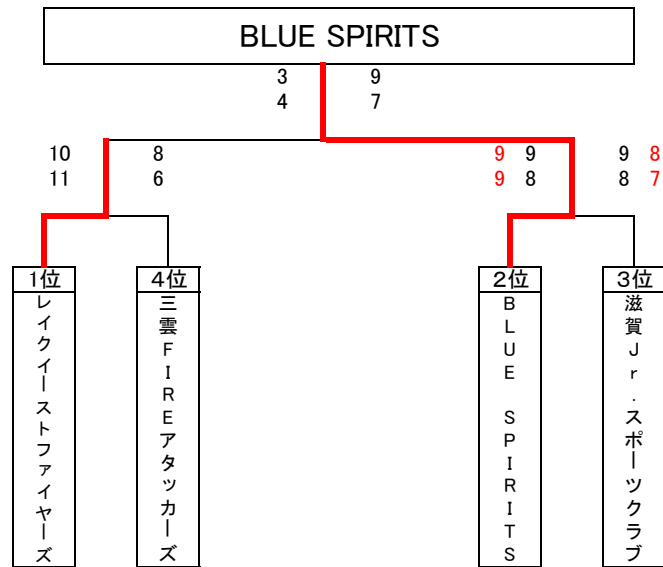 BLUE SPIRITS
3 9
4 7
10 8 9 9 9 8
11 6 9 8 8 7
1位 4位 2位 3位
レイクイーストファイヤーズ
三雲FIREアタッカーズ
BLUE SPIRITS
滋賀Jr.スポーツクラブ